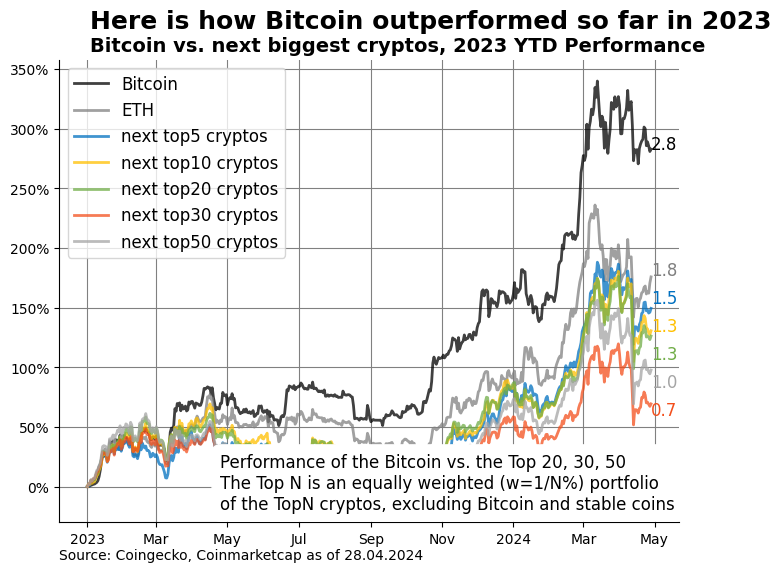 Here is how Bitcoin outperformed so far in 2023
Bitcoin vs. next biggest cryptos, 2023 YTD Performance
350%
300%
250%
200%
150%
100%
50%
0%
Bitcoin
ETH
next top5 cryptos
next top10 cryptos
next top20 cryptos
next top30 cryptos
next top50 cryptos
2.8
1.8
1.5
1.3
1.3
1.0
0.7
Performance of the Bitcoin vs. the Top 20, 30, 50
The Top N is an equally weighted (w=1/N%) portfolio
of the TopN cryptos, excluding Bitcoin and stable coins
2023 Mar May Jul Sep Nov 2024 Mar May
Source: Coingecko, Coinmarketcap as of 28.04.2024